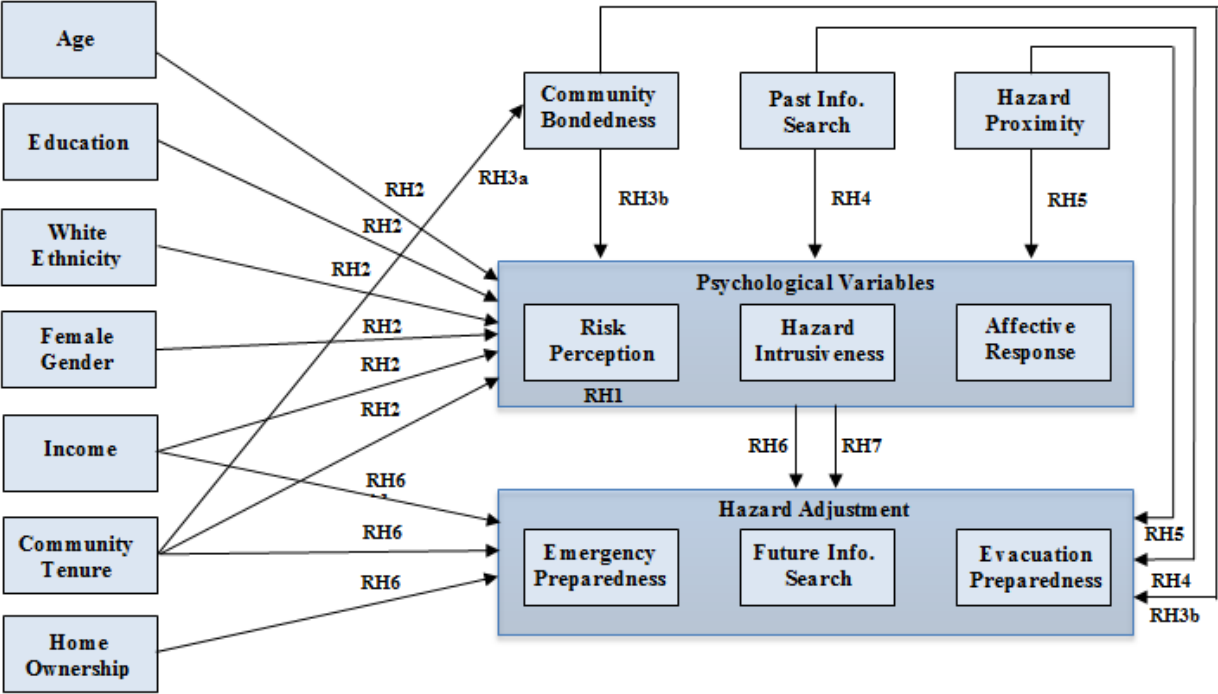 Age
Education
White
Ethnicity
Female
Gender
Income
Community
Tenure
Home
Ownership
Community
Bondedness
Past Info.
Search
Hazard
Proximity
RH2
RH3a
RH2
RH2
RH2
RH2
RH2
RH6
RH6
RH6
RH3b
RH4
RH5
Psychological Variables
Risk
Perception
Hazard
Intrusiveness
Affective
Response
RH1
RH6
RH7
Hazard Adjustment
Emergency
Preparedness
Future Info.
Search
Evacuation
Preparedness
RH5
RH4
RH3b